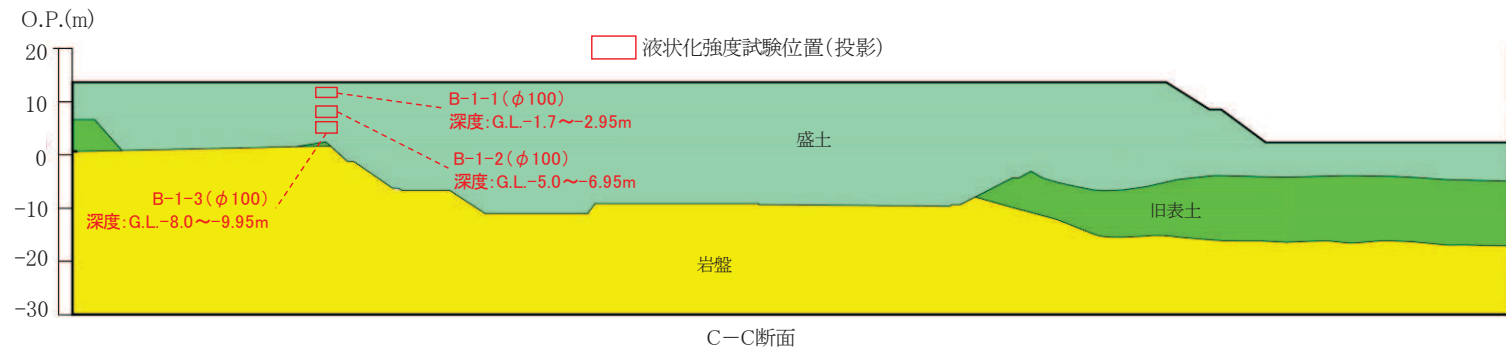 O.P.(m)
20
10
0
-10
-20
-30
液状化強度試験位置(投影)
B-1-1(φ100)
深度:G.L.-1.7～-2.95m
B-1-2(φ100)
深度:G.L.-5.0～-6.95m
B-1-3(φ100)
深度:G.L.-8.0～-9.95m
盛土
旧表土
岩盤
C－C断面